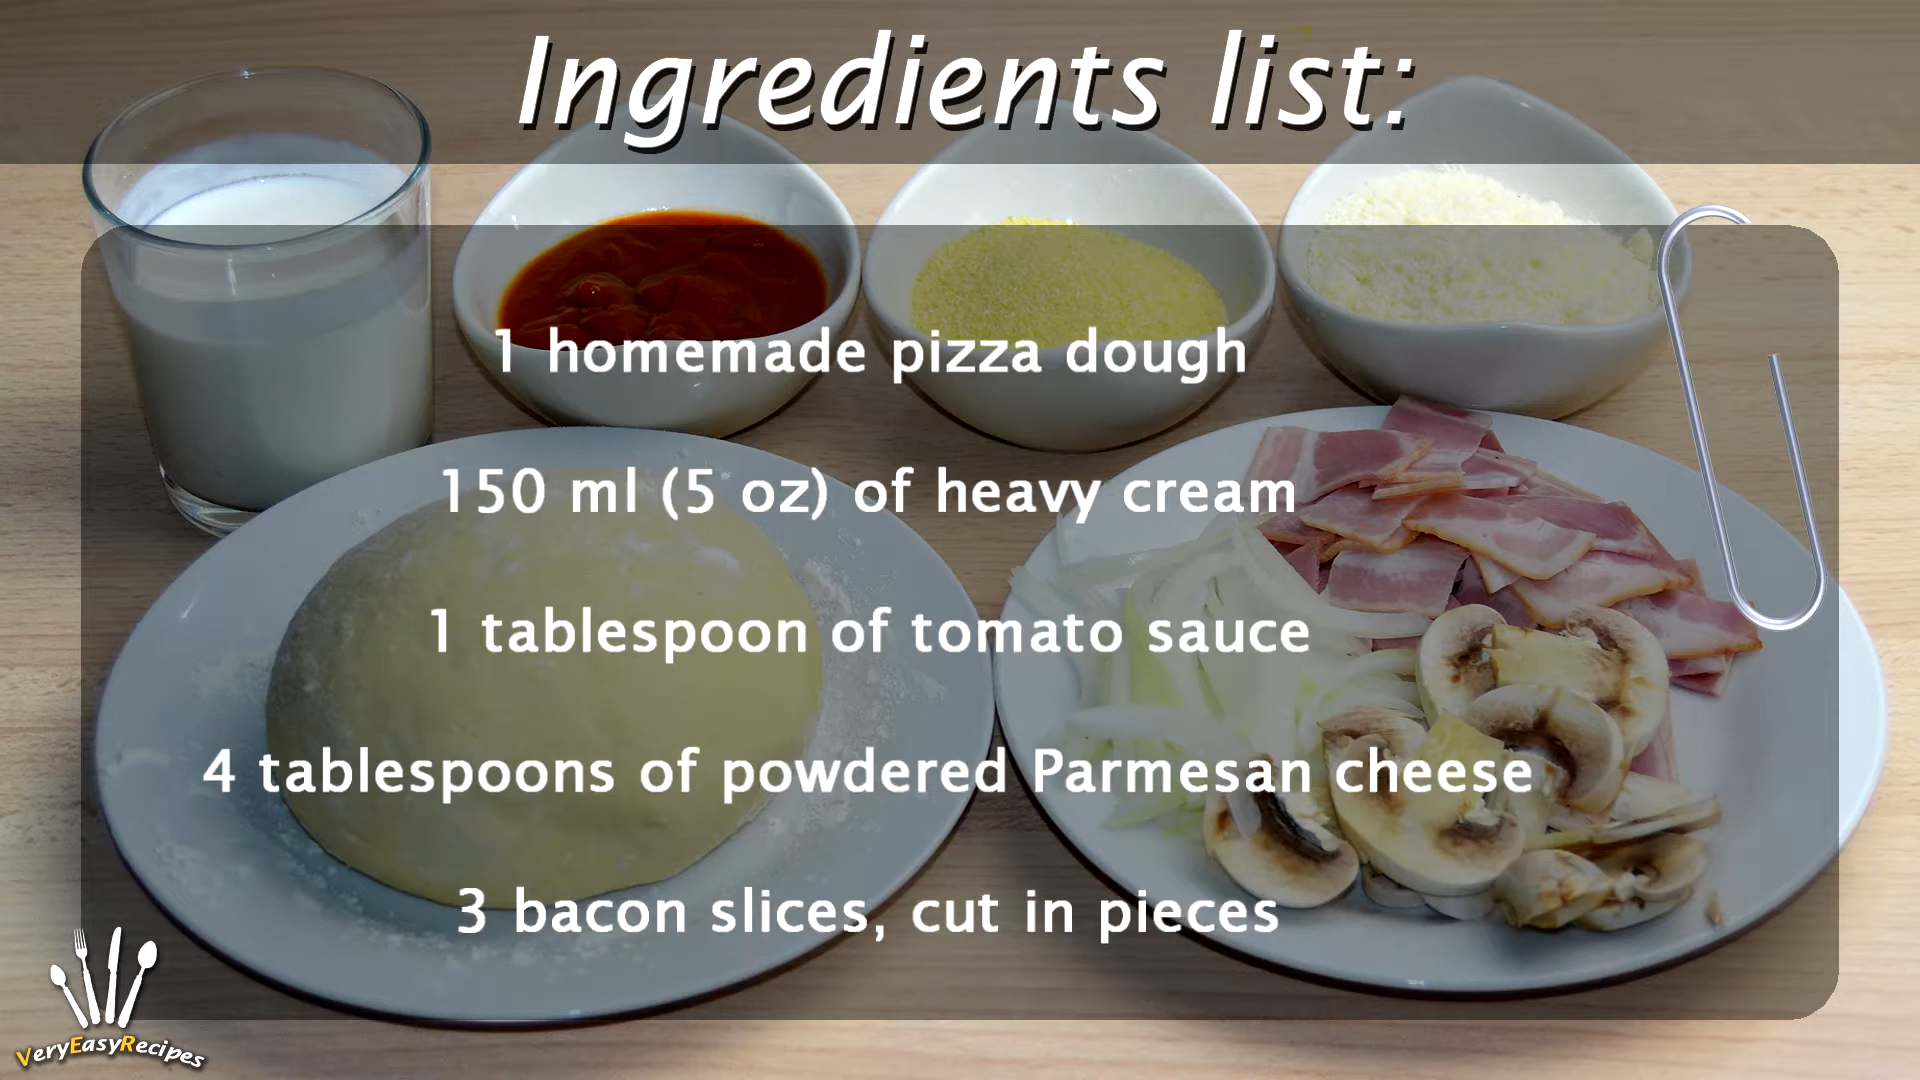 Ingredients list:
1 homemade pizza dough
150 ml (5 oz) of heavy cream
1 tablespoon of tomato sauce
4 tablespoons of powdered Parmesan cheese
3 bacon slices, cut in pieces
VeryEasyRecipes